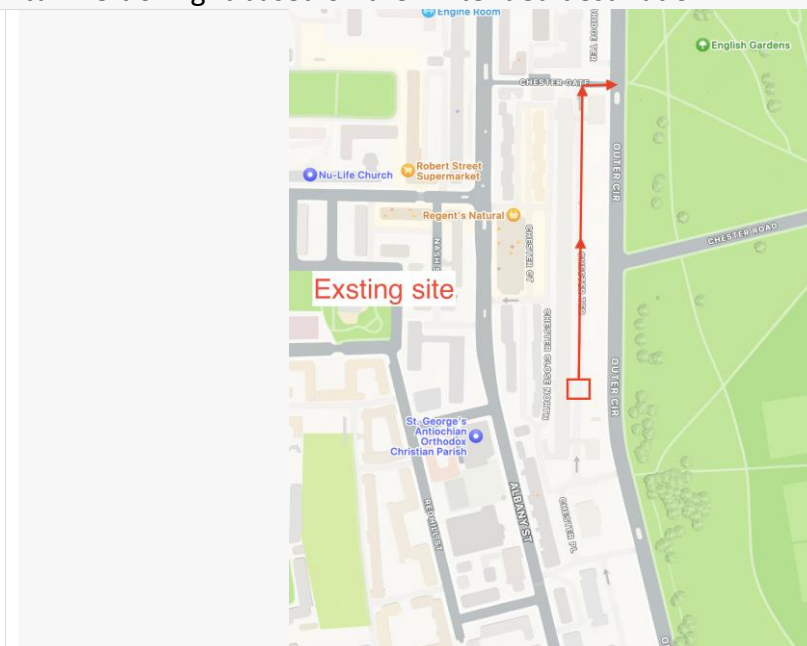 Engine Room
English Gardens
CHESTER GATE
OUTER CIR
Nu-Life Church
Robert Street
Supermarket
Regent's Natural
CHESTER ROAD
CHESTER CT
Exsting site
CHESTER CLOSE NORTH
OUTER CIR
St. George's
Antiochian
Orthodox
Christian Parish
ALBANY ST
REDHILL ST
CHESTER PL